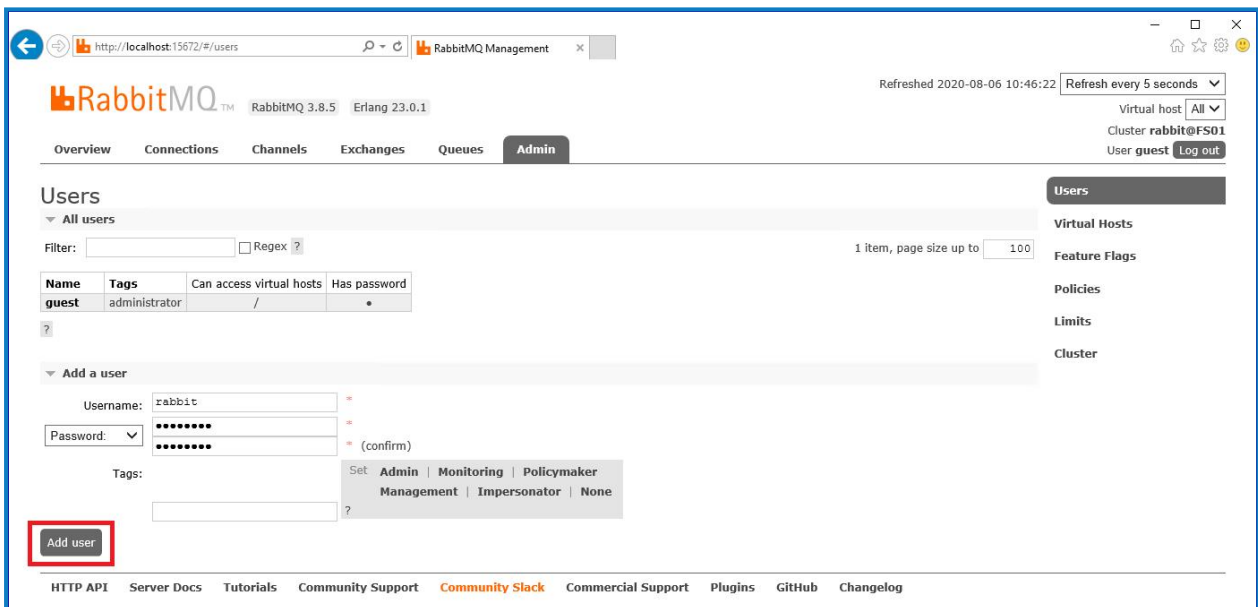 http://localhost:15672/#/users
RabbitMQ Management
Refreshed 2020-08-06 10:46:22 Refresh every 5 seconds
RabbitMQ TM RabbitMQ 3.8.5 Erlang 23.0.1
Virtual host All
Cluster rabbit@FS01
User guest Log out
Overview Connections Channels Exchanges Queues Admin
Users
All users
Filter: Regex ? 1 item, page size up to 100
Name Tags Can access virtual hosts Has password
guest administrator / •
?
Add a user
Username: rabbit *
Password: •••••••• *
•••••••• * (confirm)
Tags: Set Admin | Monitoring | Policymaker
Management | Impersonator | None
?
Add user
Users
Virtual Hosts
Feature Flags
Policies
Limits
Cluster
HTTP API Server Docs Tutorials Community Support Community Slack Commercial Support Plugins GitHub Changelog